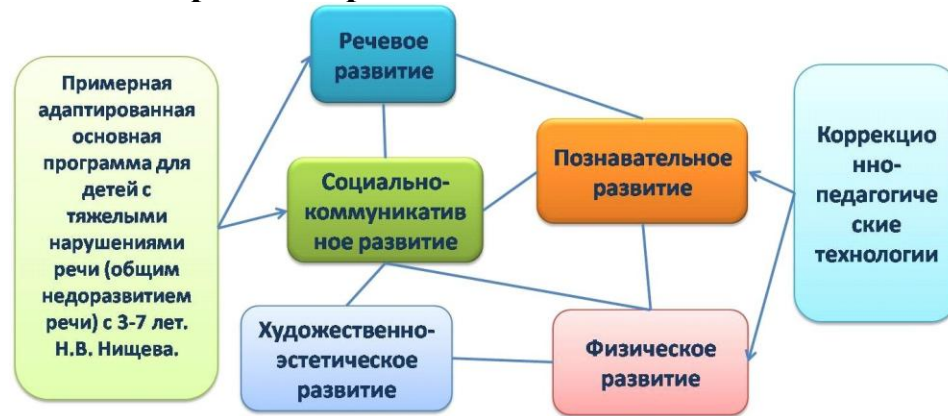 Примерная
адаптированная
основная
программа для
детей с
тяжелыми
нарушениями
речи (общим
недоразвитием
речи) с 3-7 лет.
Н.В. Нищева.
Речевое
развитие
Социально-
коммуникатив
ное развитие
Познавательное
развитие
Художественно-
эстетическое
развитие
Физическое
развитие
Коррекцио
нно-
педагогиче
ские
технологии